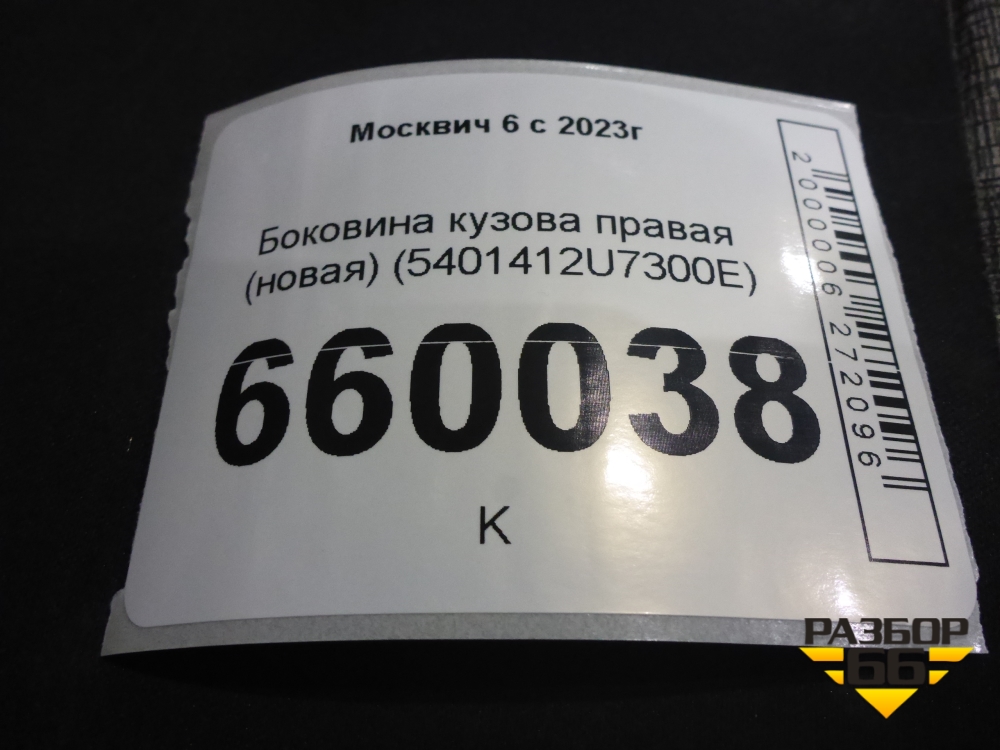 Москвич 6 с 2023г
Боковина кузова правая
(новая) (5401412U7300E)
660038
К
2000006272096
РАЗБОР
66